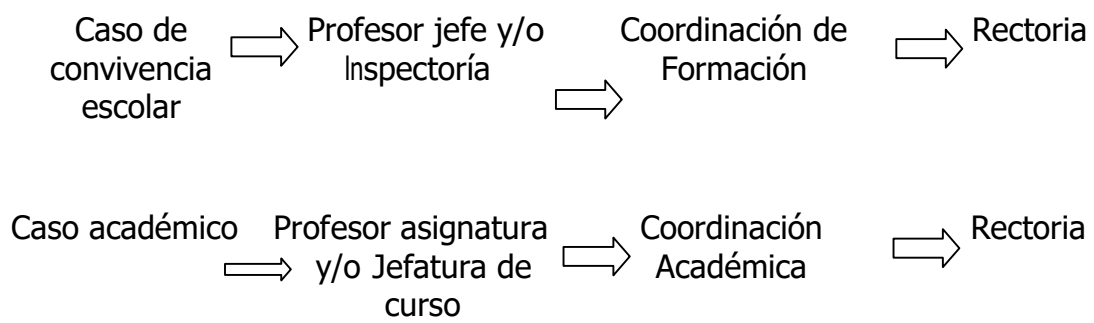 Caso de
convivencia
escolar
Profesor jefe y/o
Inspectoría
Coordinación de
Formación
Rectoria
Caso académico
Profesor asignatura
y/o Jefatura de
curso
Coordinación
Académica
Rectoria